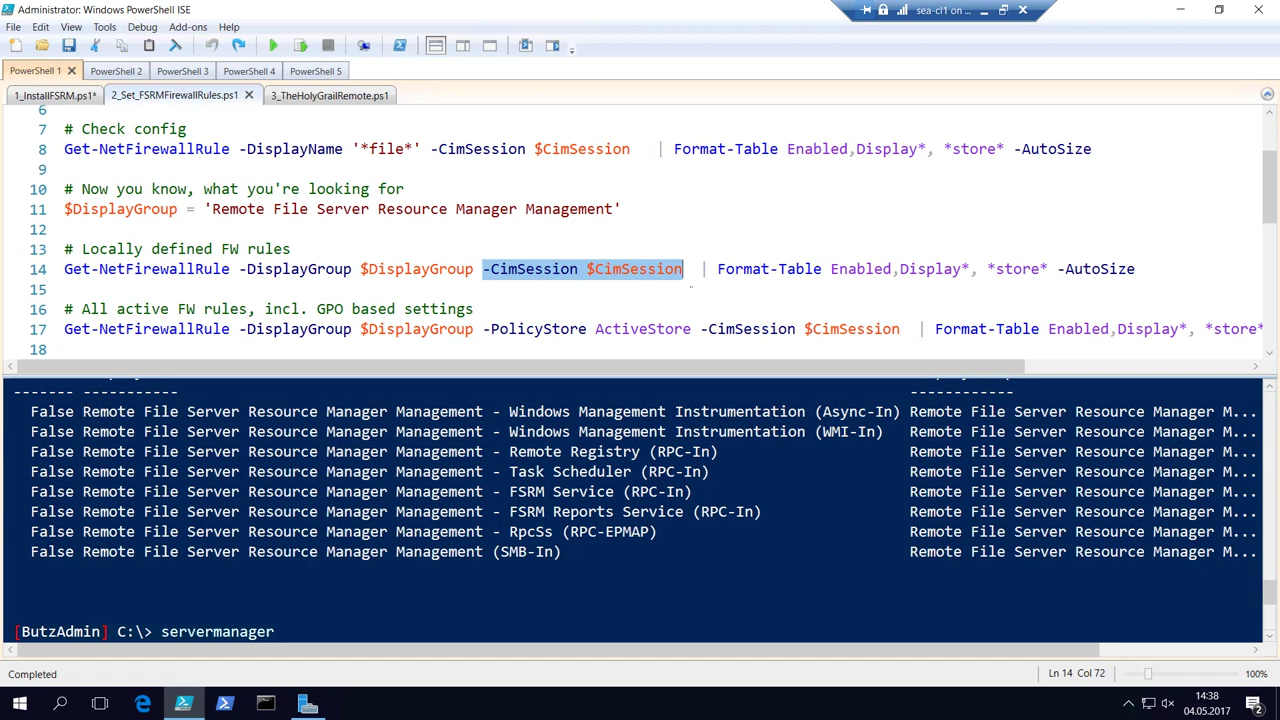 Administrator: Windows PowerShell ISE
sea-cl1 on ...
File Edit View Tools Debug Add-ons Help
PowerShell 1 PowerShell 2 PowerShell 3 PowerShell 4 PowerShell 5
1_InstallFSRM.ps1* 2_Set_FSRMFirewallRules.ps1 3_TheHolyGrailRemote.ps1
6
7 # Check config
8 Get-NetFirewallRule -DisplayName '*file*' -CimSession $CimSession | Format-Table Enabled,Display*, *store* -AutoSize
9
10 # Now you know, what you're looking for
11 $DisplayGroup = 'Remote File Server Resource Manager Management'
12
13 # Locally defined FW rules
14 Get-NetFirewallRule -DisplayGroup $DisplayGroup -CimSession $CimSession | Format-Table Enabled,Display*, *store* -AutoSize
15
16 # All active FW rules, incl. GPO based settings
17 Get-NetFirewallRule -DisplayGroup $DisplayGroup -PolicyStore ActiveStore -CimSession $CimSession | Format-Table Enabled,Display*, *store*
18
------- ----------- ------------
False Remote File Server Resource Manager Management - Windows Management Instrumentation (Async-In) Remote File Server Resource Manager M...
False Remote File Server Resource Manager Management - Windows Management Instrumentation (WMI-In) Remote File Server Resource Manager M...
False Remote File Server Resource Manager Management - Remote Registry (RPC-In) Remote File Server Resource Manager M...
False Remote File Server Resource Manager Management - Task Scheduler (RPC-In) Remote File Server Resource Manager M...
False Remote File Server Resource Manager Management - FSRM Service (RPC-In) Remote File Server Resource Manager M...
False Remote File Server Resource Manager Management - FSRM Reports Service (RPC-In) Remote File Server Resource Manager M...
False Remote File Server Resource Manager Management - RpcSs (RPC-EPMAP) Remote File Server Resource Manager M...
False Remote File Server Resource Manager Management (SMB-In) Remote File Server Resource Manager M...
[ButzAdmin] C:\> servermanager
Completed Ln 14 Col 72 100%
14:38
04.05.2017
2